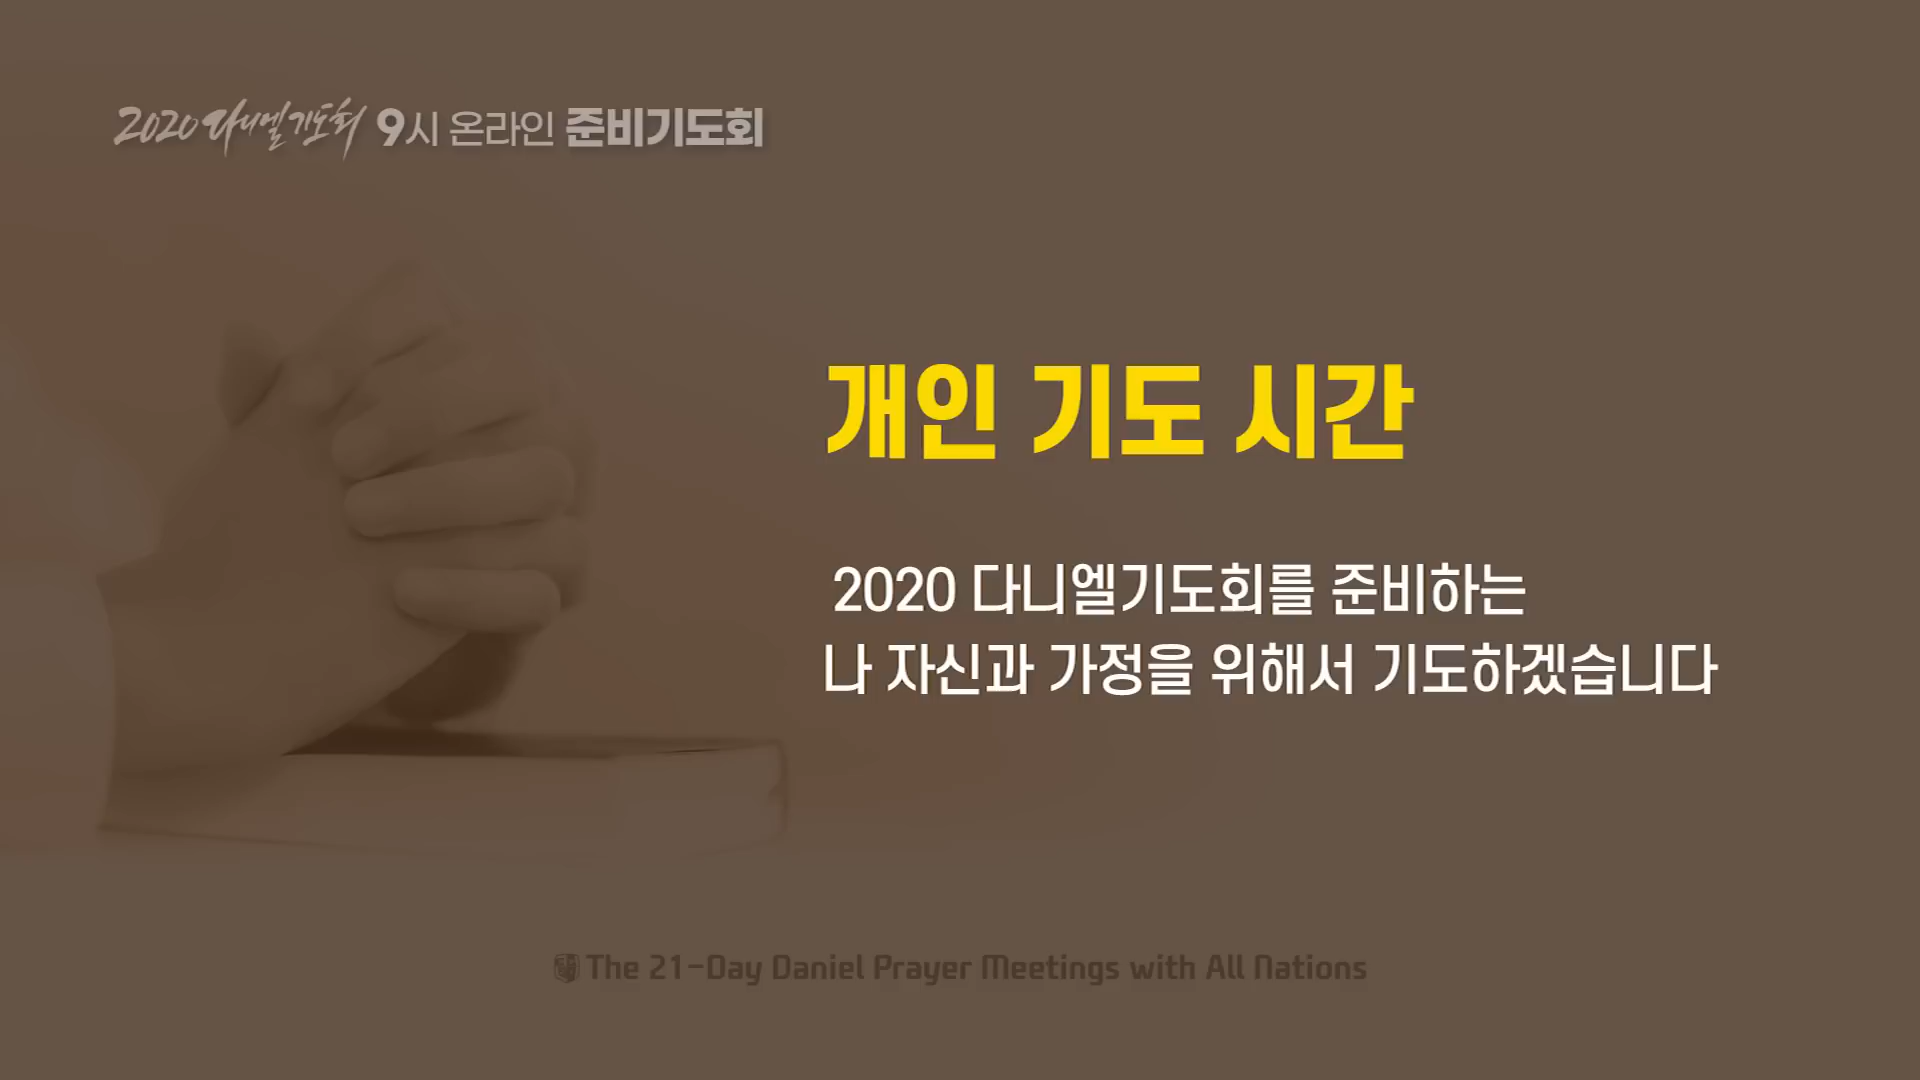 2020 다니엘기도회 9시 온라인 준비기도회
개인 기도 시간
2020 다니엘기도회를 준비하는
나 자신과 가정을 위해서 기도하겠습니다
The 21-Day Daniel Prayer Meetings with All Nations